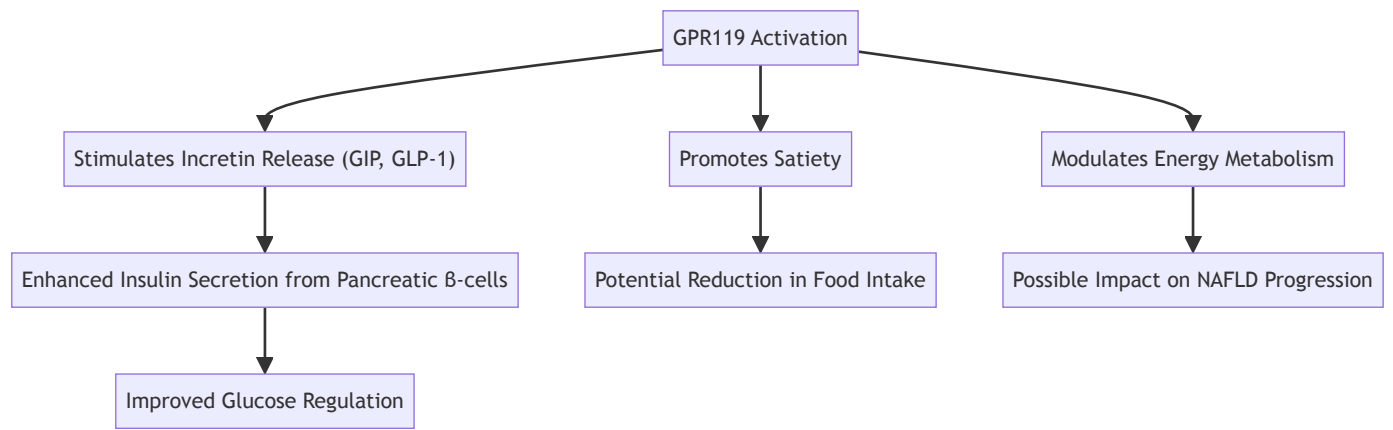 GPR119 Activation
Stimulates Incretin Release (GIP, GLP-1)
Promotes Satiety
Modulates Energy Metabolism
Enhanced Insulin Secretion from Pancreatic ß-cells
Potential Reduction in Food Intake
Possible Impact on NAFLD Progression
Improved Glucose Regulation